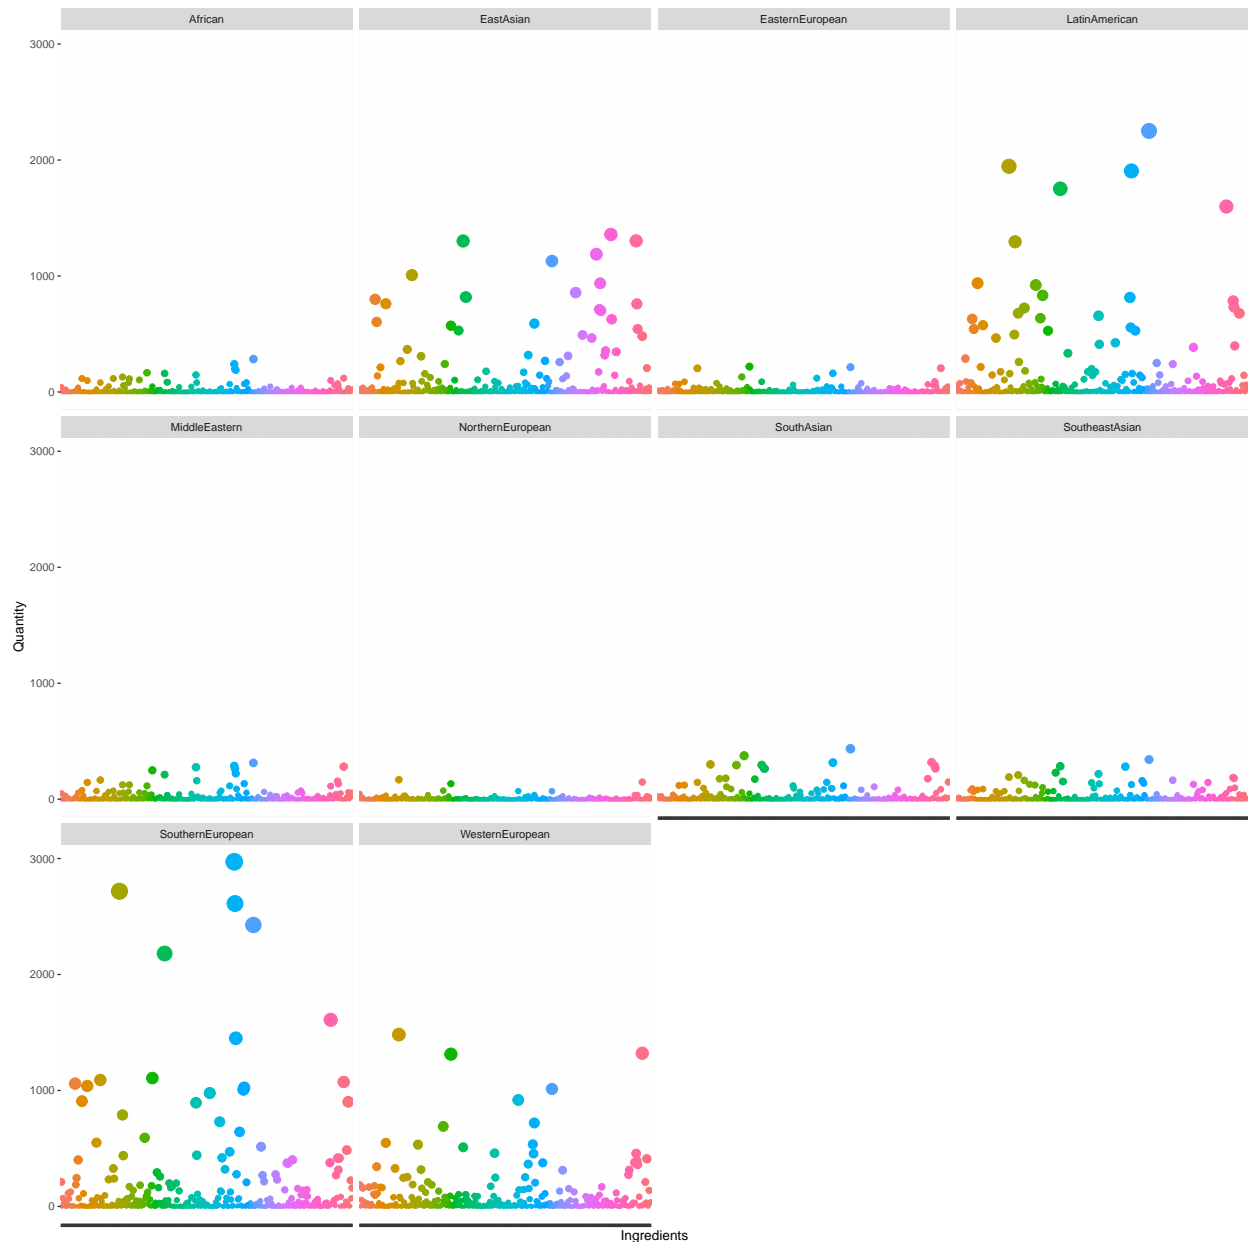 African
EastAsian
EasternEuropean
LatinAmerican
3000
2000
1000
0
MiddleEastern
NorthernEuropean
SouthAsian
SoutheastAsian
3000
2000
1000
0
SouthernEuropean
WesternEuropean
3000
2000
1000
0
Quantity
Ingredients